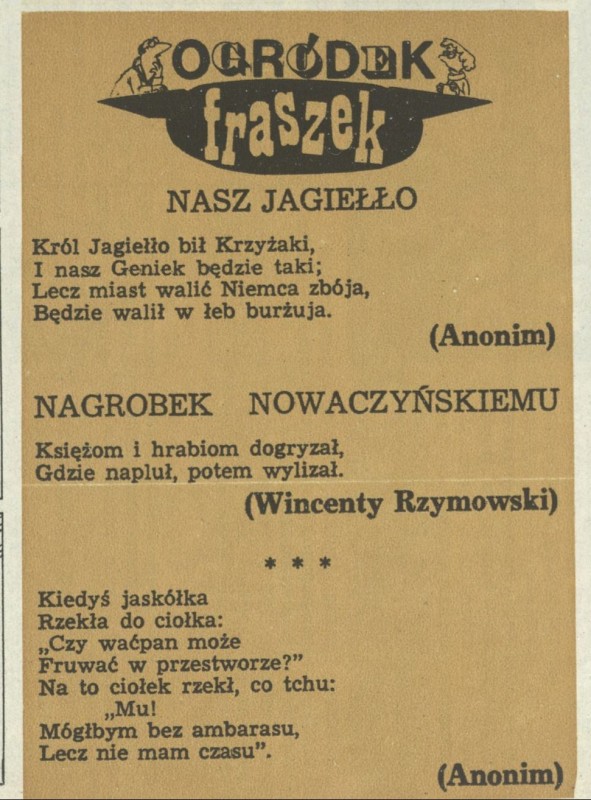 OGRÓDEK
fraszek
NASZ JAGIEŁŁO
Król Jagiełło bił Krzyżaki,
I nasz Geniek będzie taki;
Lecz miast walić Niemca zbója,
Będzie walił w łeb burżuja.
(Anonim)
NAGROBEK NOWACZYŃSKIEMU
Księżom i hrabiom dogryzał,
Gdzie napluł, potem wylizał.
(Wincenty Rzymowski)
* * *
Kiedyś jaskółka
Rzekła do ciołka:
„Czy waćpan może
Fruwać w przestworze?"
Na to ciołek rzekł, co tchu:
„Mu!
Mógłbym bez ambarasu,
Lecz nie mam czasu".
(Anonim)